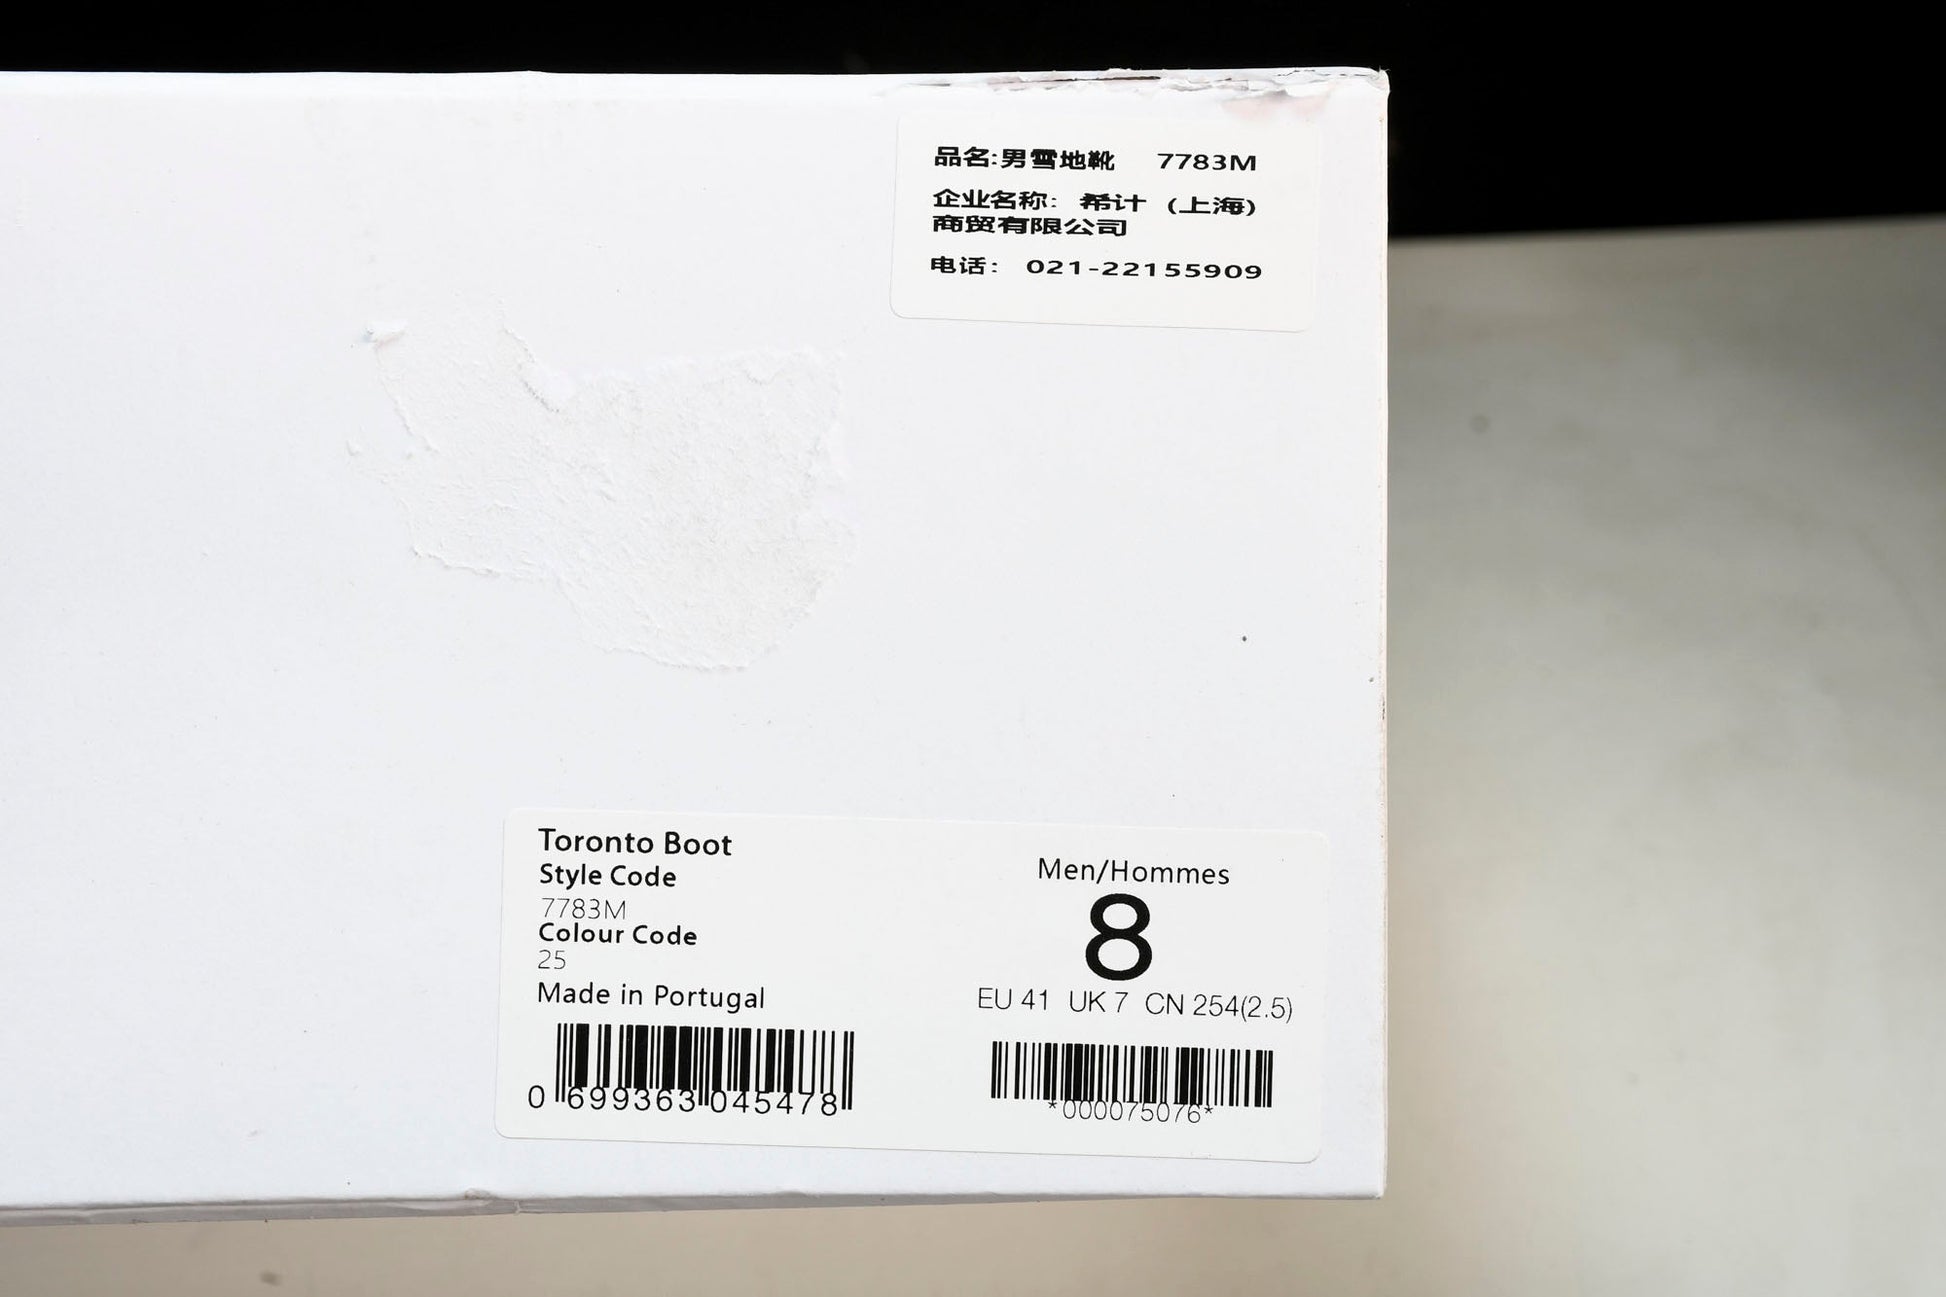 品名:男雪地靴 7783M
企业名称: 希计 (上海)
商贸有限公司
电话: 021-22155909
Toronto Boot
Style Code
7783M
Colour Code
25
Made in Portugal
0 699363 045478
Men/Hommes
8
EU 41 UK 7 CN 254(2.5)
*000075076*